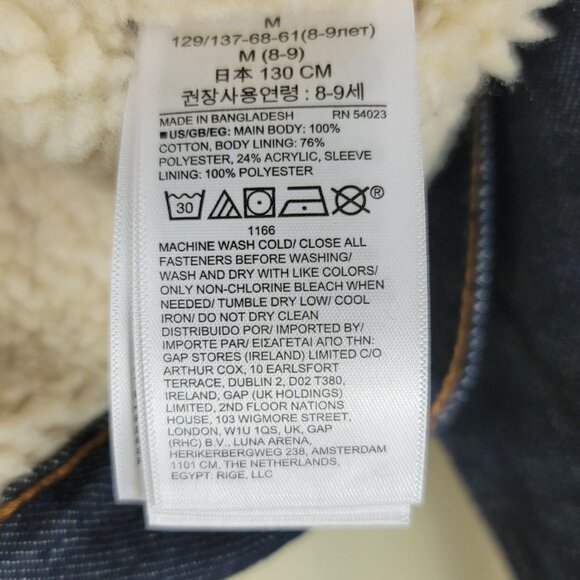 M
129/137-68-61(8-9лет)
M (8-9)
日本 130 CM
권장사용연령 : 8-9세
MADE IN BANGLADESH RN 54023
■US/GB/EG: MAIN BODY: 100%
COTTON, BODY LINING: 76%
POLYESTER, 24% ACRYLIC, SLEEVE
LINING: 100% POLYESTER
30 ®
1166
MACHINE WASH COLD/ CLOSE ALL
FASTENERS BEFORE WASHING/
WASH AND DRY WITH LIKE COLORS/
ONLY NON-CHLORINE BLEACH WHEN
NEEDED/ TUMBLE DRY LOW/ COOL
IRON/ DO NOT DRY CLEAN
DISTRIBUIDO POR/ IMPORTED BY/
IMPORTE PAR/ ΕΙΣΑΓΕΤΑΙ ΑΠΟ ΤΗΝ:
GAP STORES (IRELAND) LIMITED C/O
ARTHUR COX, 10 EARLSFORT
TERRACE, DUBLIN 2, D02 T380,
IRELAND, GAP (UK HOLDINGS)
LIMITED, 2ND FLOOR NATIONS
HOUSE, 103 WIGMORE STREET,
LONDON, W1U 1QS, UK, GAP
(RHC) B.V., LUNA ARENA,
HERIKERBERGWEG 238, AMSTERDAM
1101 CM, THE NETHERLANDS,
EGYPT: RIGE, LLC